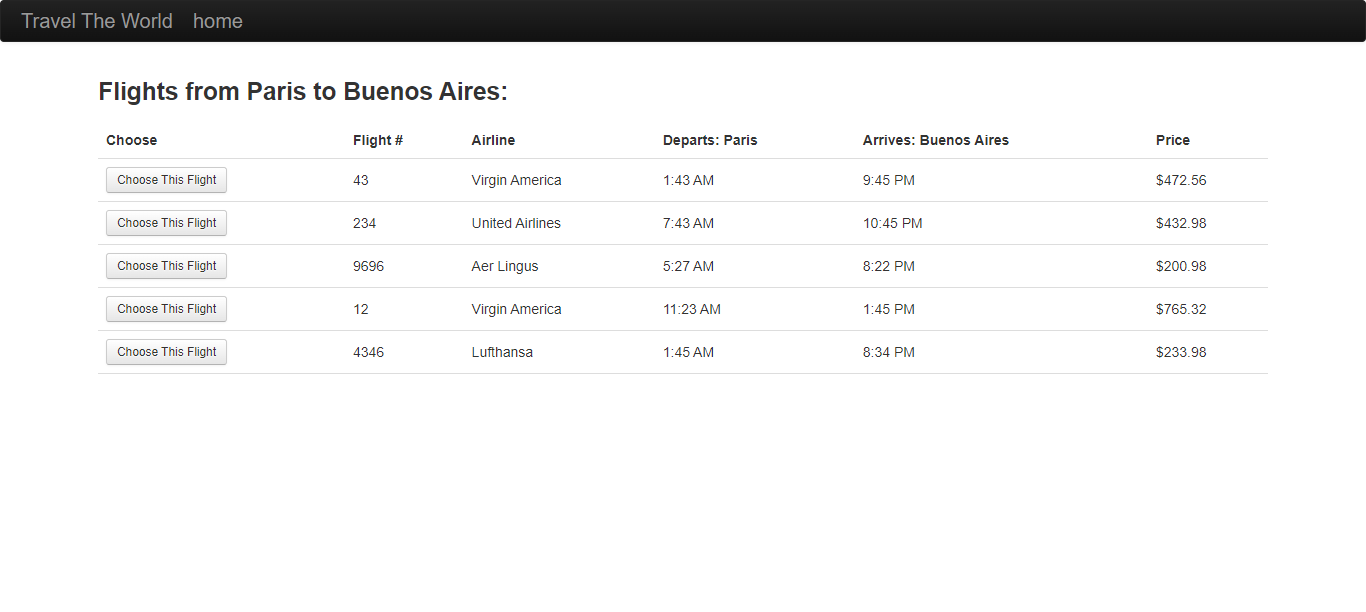 Travel The World home
Flights from Paris to Buenos Aires:
Choose Flight # Airline Departs: Paris Arrives: Buenos Aires Price
Choose This Flight 43 Virgin America 1:43 AM 9:45 PM $472.56
Choose This Flight 234 United Airlines 7:43 AM 10:45 PM $432.98
Choose This Flight 9696 Aer Lingus 5:27 AM 8:22 PM $200.98
Choose This Flight 12 Virgin America 11:23 AM 1:45 PM $765.32
Choose This Flight 4346 Lufthansa 1:45 AM 8:34 PM $233.98